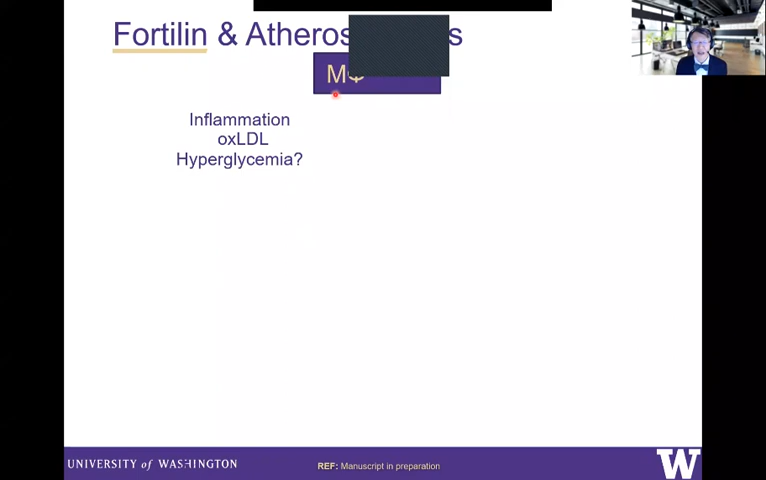 Fortilin & Atheros s
MΦ
Inflammation
oxLDL
Hyperglycemia?
UNIVERSITY of WASHINGTON
REF: Manuscript in preparation
W